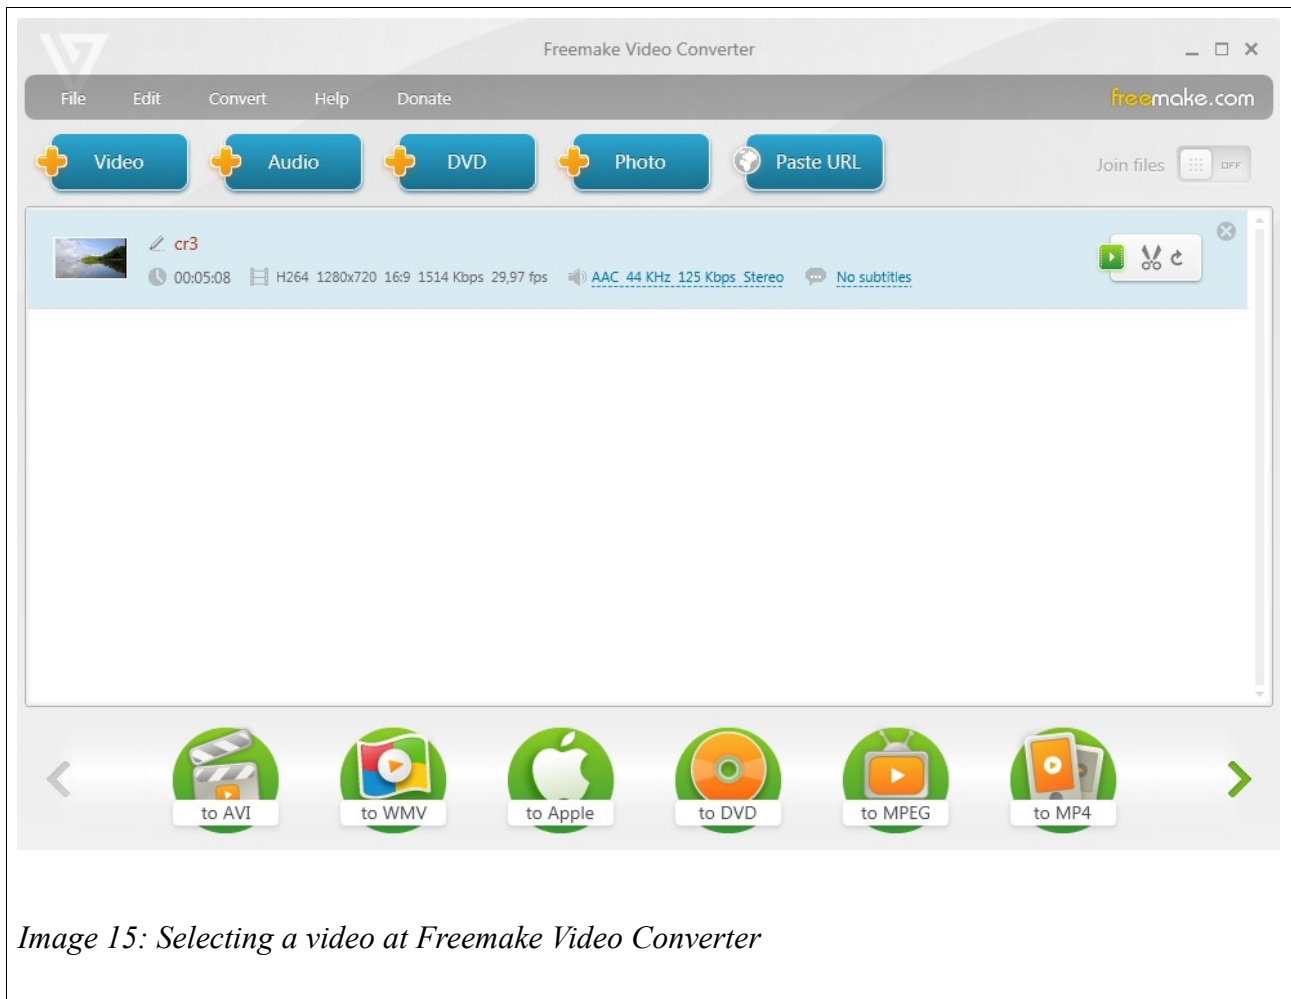 Freemake Video Converter
File Edit Convert Help Donate freemake.com
Video Audio DVD Photo Paste URL Join files OFF
cr3
00:05:08 H264 1280x720 16:9 1514 Kbps 29,97 fps AAC 44 KHz 125 Kbps Stereo No subtitles
to AVI to WMV to Apple to DVD to MPEG to MP4
Image 15: Selecting a video at Freemake Video Converter